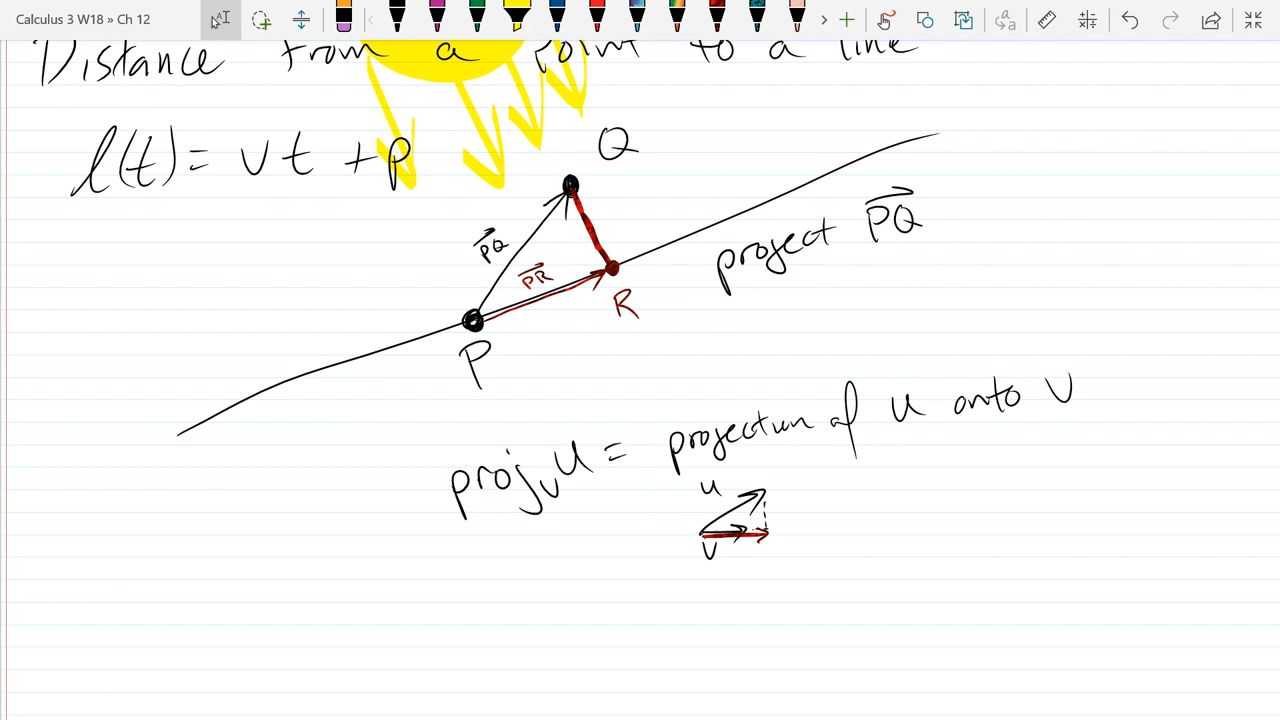 Calculus 3 W18 » Ch 12
Distance from a point to a line
l(t) = vt + p
Q
PQ
project PQ
PR
R
P
proj_v u = projection of u onto v
u
v